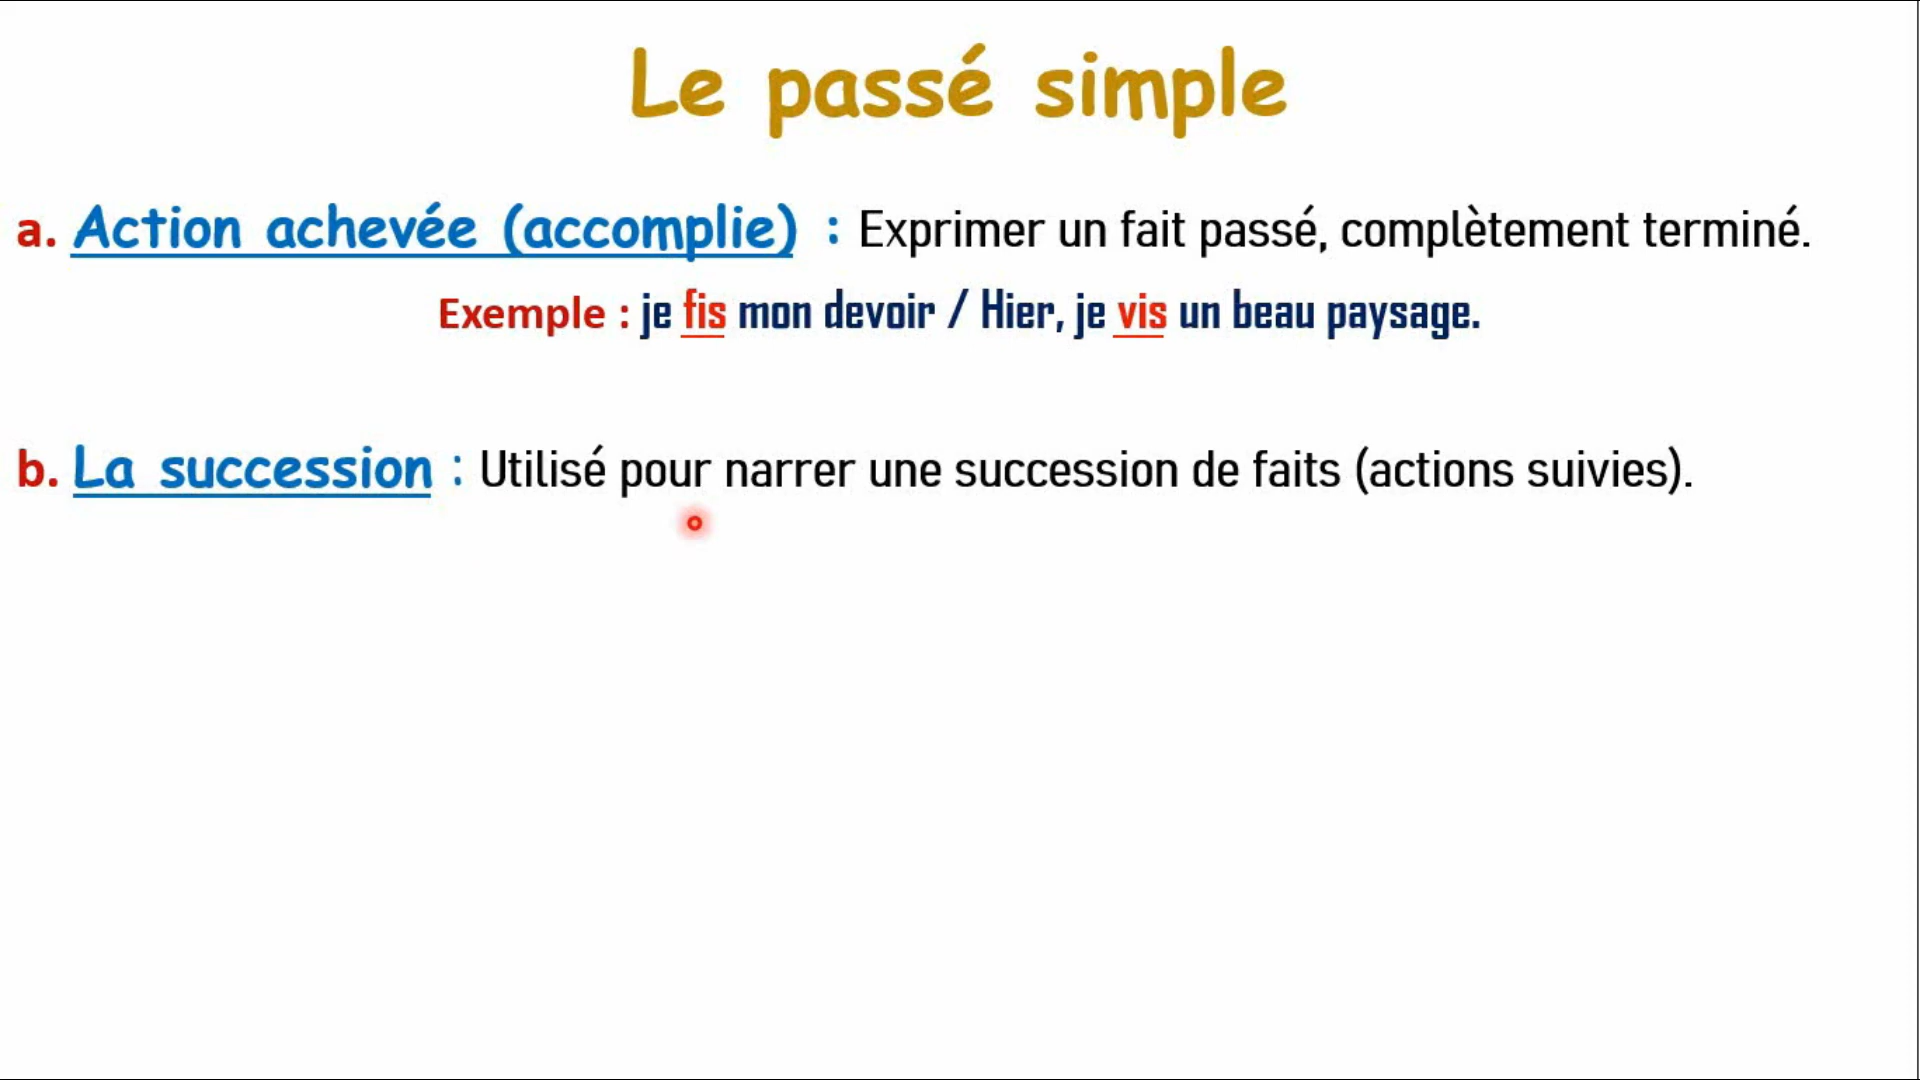 Le passé simple
a. Action achevée (accomplie) : Exprimer un fait passé, complètement terminé.
Exemple : je fis mon devoir / Hier, je vis un beau paysage.
b. La succession : Utilisé pour narrer une succession de faits (actions suivies).